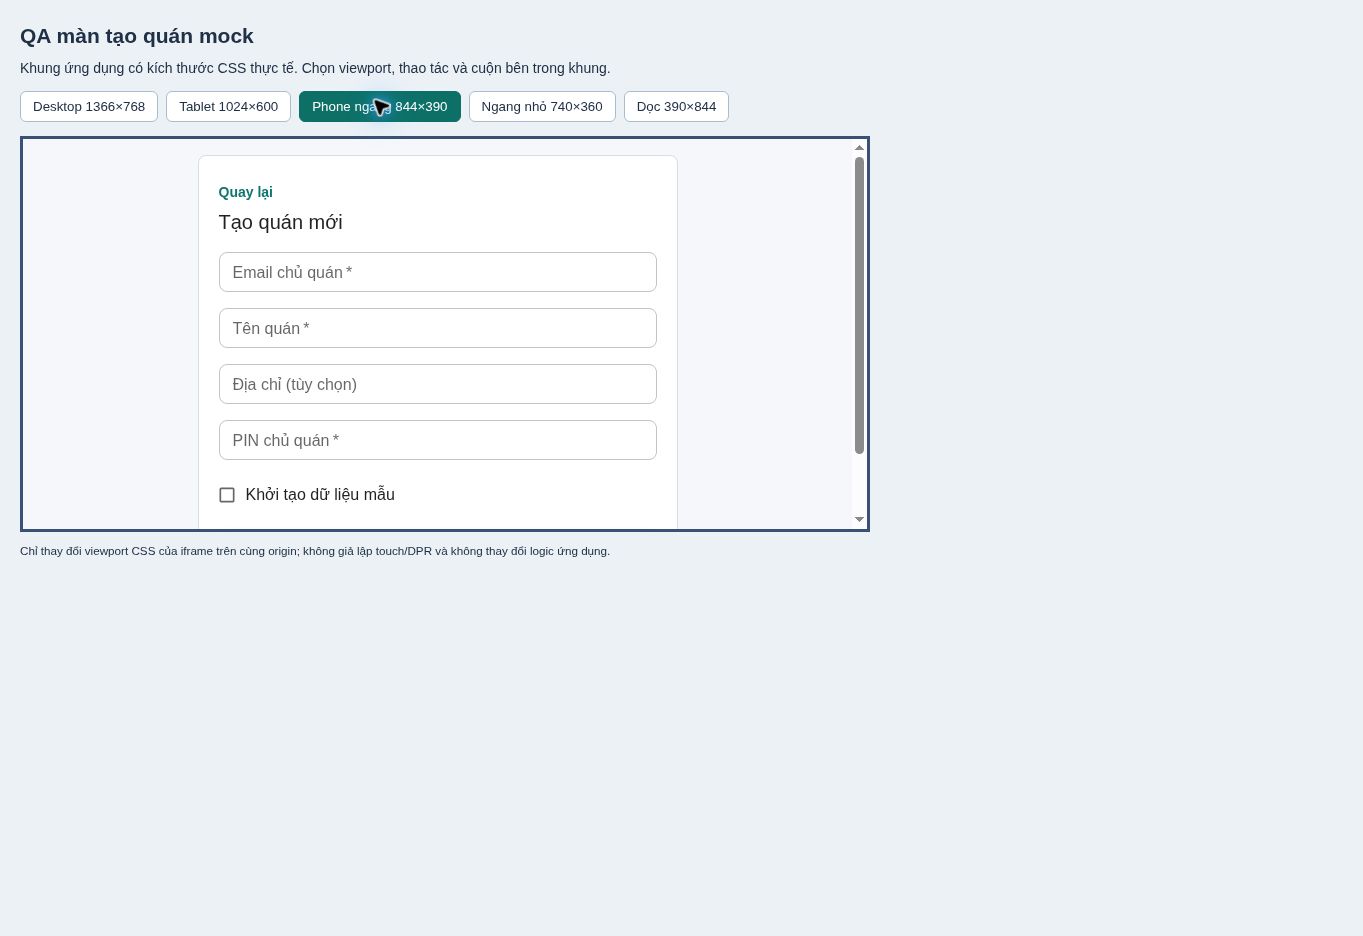 QA màn tạo quán mock
Khung ứng dụng có kích thước CSS thực tế. Chọn viewport, thao tác và cuộn bên trong khung.
Desktop 1366×768
Tablet 1024×600
Phone ngang 844×390
Ngang nhỏ 740×360
Dọc 390×844
Quay lại
Tạo quán mới
Email chủ quán *
Tên quán *
Địa chỉ (tùy chọn)
PIN chủ quán *
Khởi tạo dữ liệu mẫu
Chỉ thay đổi viewport CSS của iframe trên cùng origin; không giả lập touch/DPR và không thay đổi logic ứng dụng.